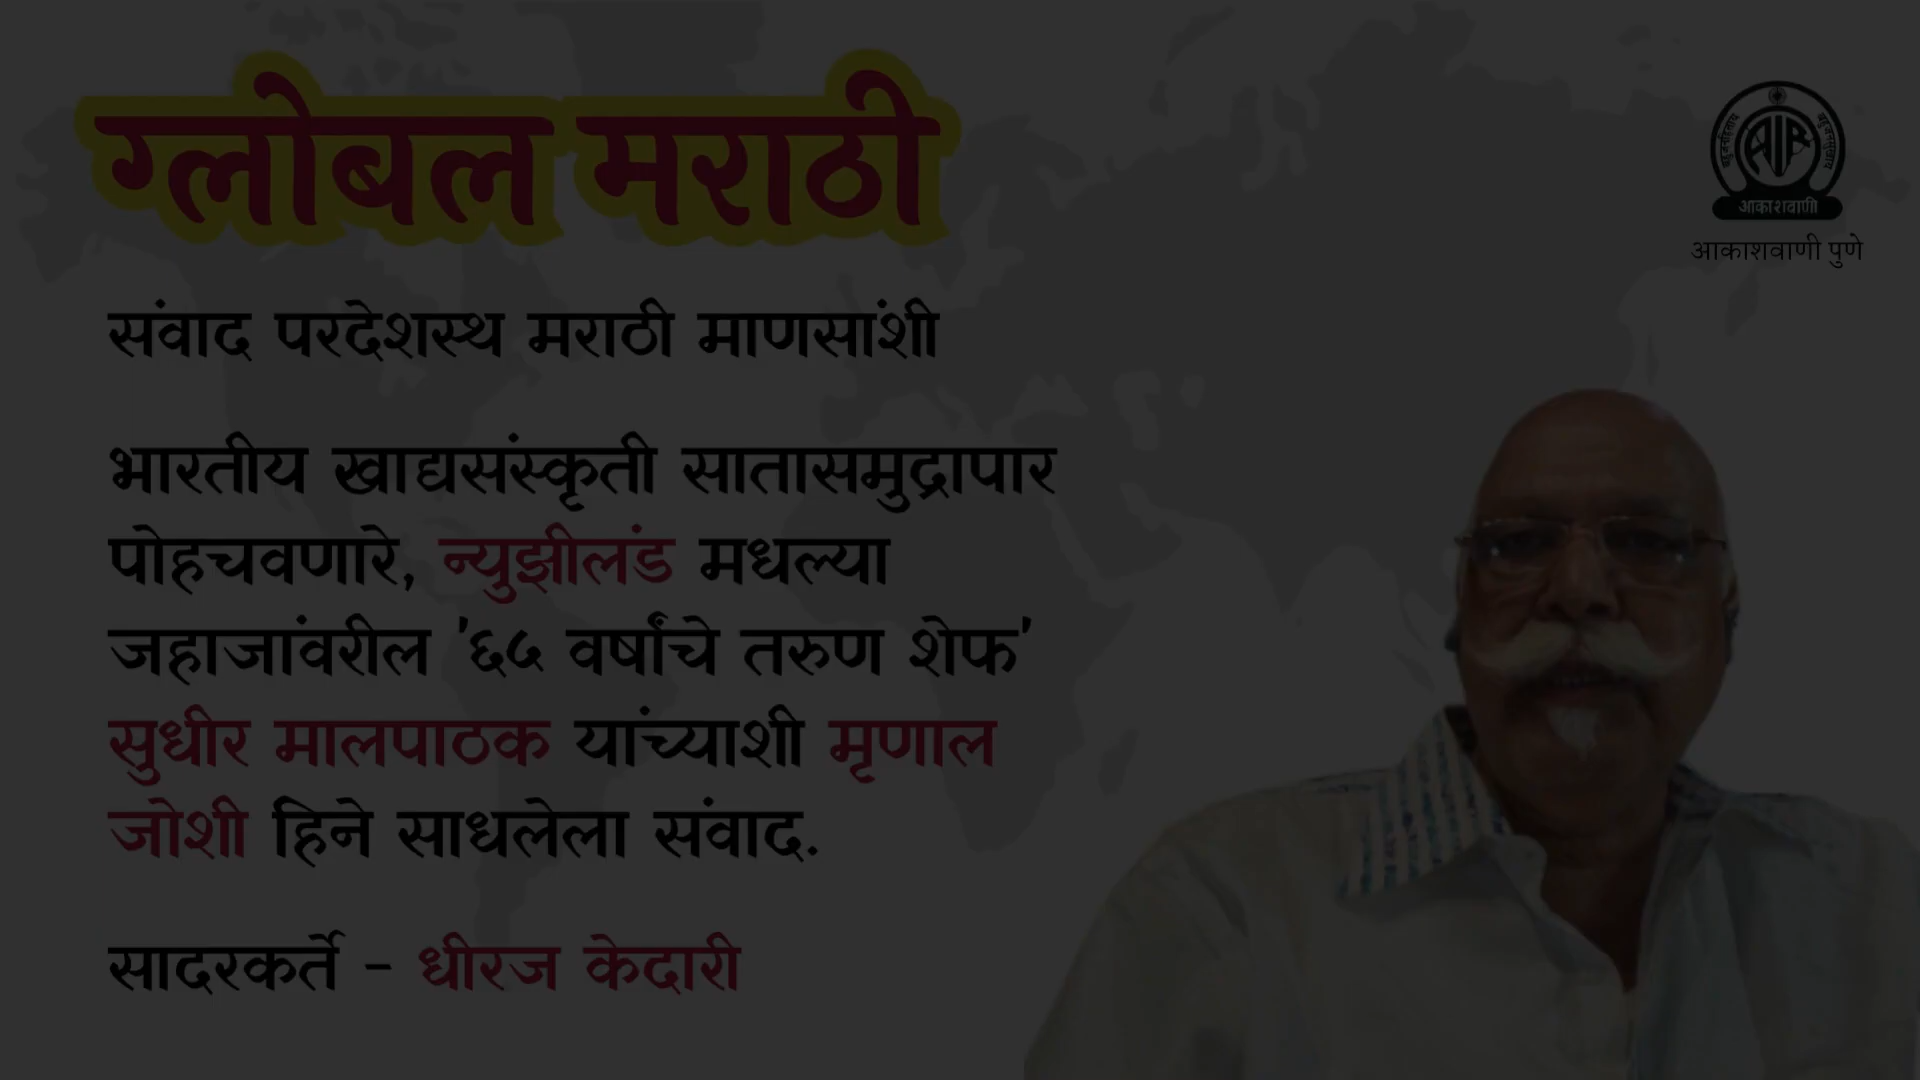 ग्लोबल मराठी
आकाशवाणी
आकाशवाणी पुणे
संवाद परदेशस्थ मराठी माणसांशी
भारतीय खाद्यसंस्कृती सातासमुद्रापार
पोहचवणारे, न्युझीलंड मधल्या
जहाजांवरील '६५ वर्षांचे तरुण शेफ'
सुधीर मालपाठक यांच्याशी मृणाल
जोशी हिने साधलेला संवाद.
सादरकर्ते - धीरज केदारी